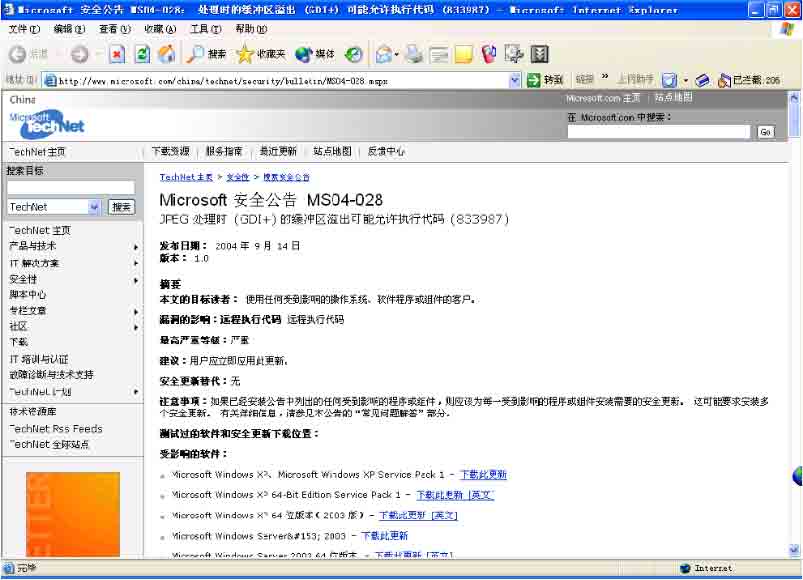 Microsoft 安全公告 MS04-028: 处理时的缓冲区溢出 (GDI+) 可能允许执行代码 (833987) - Microsoft Internet Explorer
文件(F) 编辑(E) 查看(V) 收藏(A) 工具(T) 帮助(H)
后退 搜索 收藏夹 媒体
地址(D) http://www.microsoft.com/china/technet/security/bulletin/MS04-028.mspx 转到 链接 » 上网助手 已拦截:206
China
Microsoft.com 主页 | 站点地图
Microsoft TechNet
在 Microsoft.com 中搜索：
Go
TechNet 主页 | 下载资源 | 服务指南 | 最近更新 | 站点地图 | 反馈中心
搜索目标
TechNet 搜索
TechNet 主页
产品与技术
IT 解决方案
安全性
脚本中心
专栏文章
社区
下载
IT 培训与认证
故障诊断与技术支持
TechNet 计划
技术资源库
TechNet Rss Feeds
TechNet 全球站点
TechNet 主页 > 安全性 > 搜索安全公告
Microsoft 安全公告 MS04-028
JPEG 处理时 (GDI+) 的缓冲区溢出可能允许执行代码 (833987)
发布日期： 2004 年 9 月 14 日
版本： 1.0
摘要
本文的目标读者： 使用任何受到影响的操作系统、软件程序或组件的客户。
漏洞的影响：远程执行代码 远程执行代码
最高严重等级：严重
建议：用户应立即应用此更新。
安全更新替代：无
注意事项：如果已经安装公告中列出的任何受到影响的程序或组件，则应该为每一受到影响的程序或组件安装需要的安全更新。 这可能要求安装多
个安全更新。 有关详细信息，请参见本公告的“常见问题解答”部分。
测试过的软件和安全更新下载位置：
受影响的软件：
Microsoft Windows XP、Microsoft Windows XP Service Pack 1 - 下载此更新
Microsoft Windows XP 64-Bit Edition Service Pack 1 - 下载此更新 [英文]
Microsoft Windows XP 64 位版本（2003 版）- 下载此更新 [英文]
Microsoft Windows Server&#153; 2003 - 下载此更新
Microsoft Windows Server 2003 64 位版本 - 下载此更新 [英文]
完毕
Internet